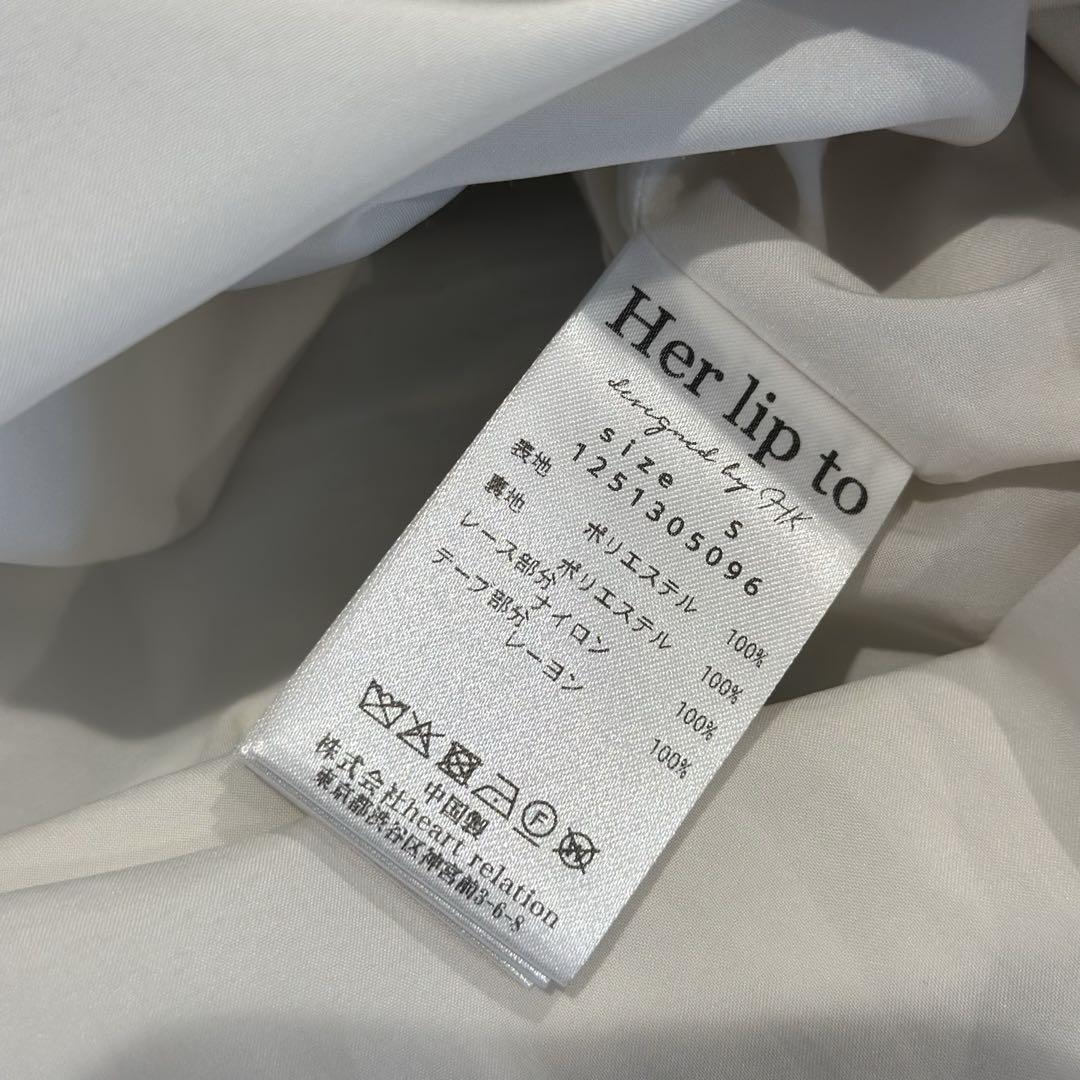 Her lip to
designed by HK
size S
1251305096
表地 ポリエステル 100%
裏地 ポリエステル 100%
レース部分 ナイロン 100%
テープ部分 レーヨン 100%
F W
中国製
株式会社heart relation
東京都渋谷区神宮前3-6-8